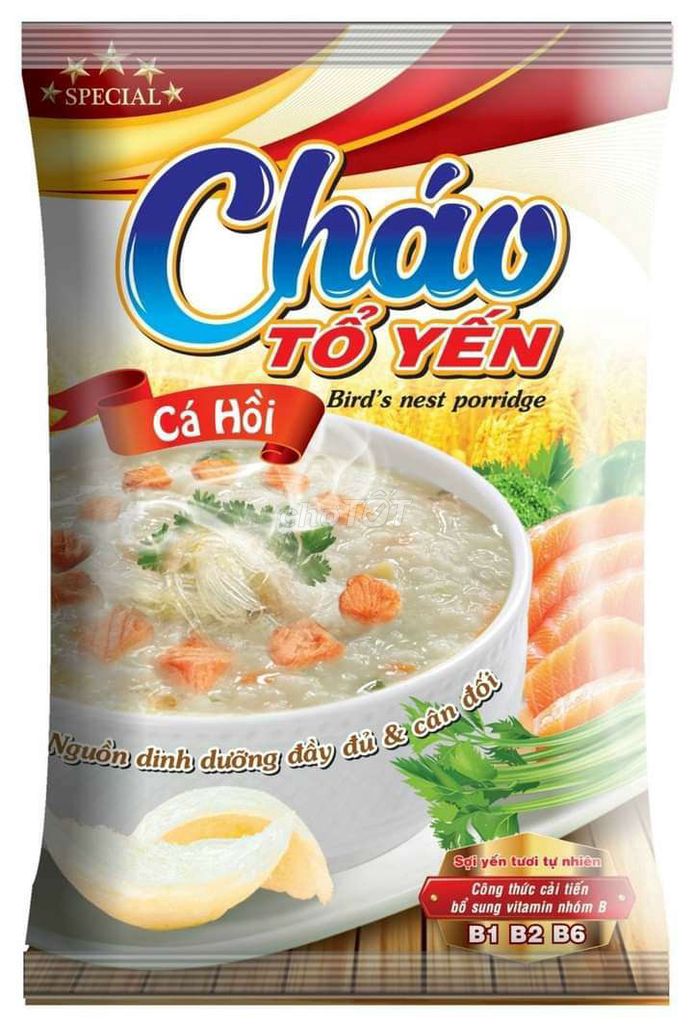 SPECIAL
Cháo
TỔ YẾN
Bird's nest porridge
Cá Hồi
chợTỐT
Nguồn dinh dưỡng đầy đủ & cân đối
Sợi yến tươi tự nhiên
Công thức cải tiến
bổ sung vitamin nhóm B
B1 B2 B6